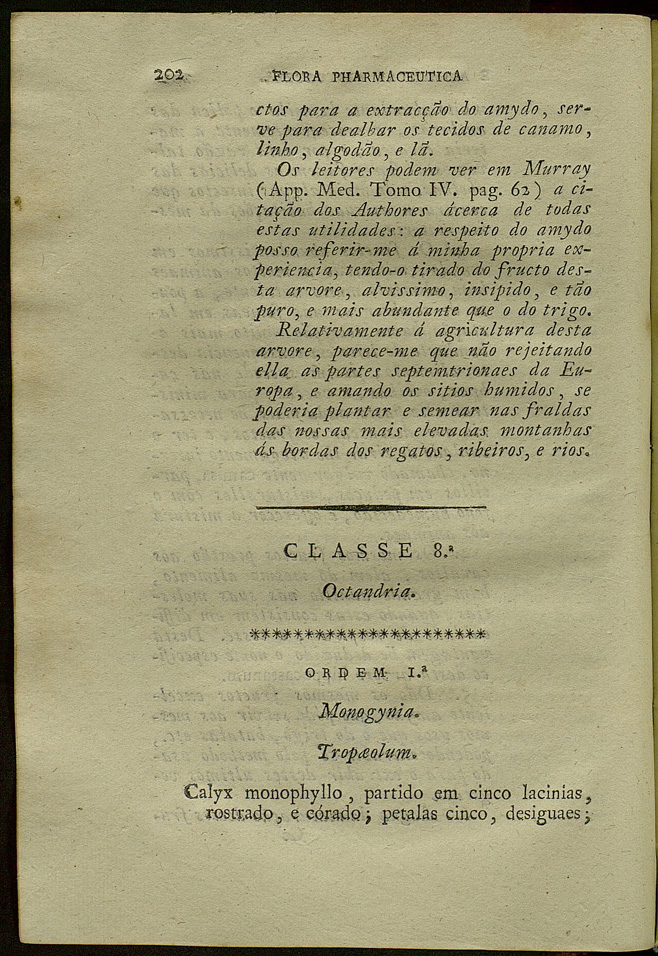 202 FLORA PHARMACEUTICA
ctos para a extracção do amydo, ser-
ve para dealbar os tecidos de canamo,
linho, algodão, e lã.
Os leitores podem ver em Murray
(App. Med. Tomo IV. pag. 62) a ci-
tação dos Authores ácerca de todas
estas utilidades: a respeito do amydo
posso referir-me á minha propria ex-
periencia, tendo-o tirado do fructo des-
ta arvore, alvissimo, insipido, e tão
puro, e mais abundante que o do trigo.
Relativamente á agricultura desta
arvore, parece-me que não rejeitando
ella as partes septemtrionaes da Eu-
ropa, e amando os sitios humidos, se
poderia plantar e semear nas fraldas
das nossas mais elevadas montanhas
ás bordas dos regatos, ribeiros, e rios.
CLASSE 8.ª
Octandria.
**********************
ORDEM I.ª
Monogynia.
Tropæolum.
Calyx monophyllo, partido em cinco lacinias,
rostrado, e córado; petalas cinco, desiguaes;